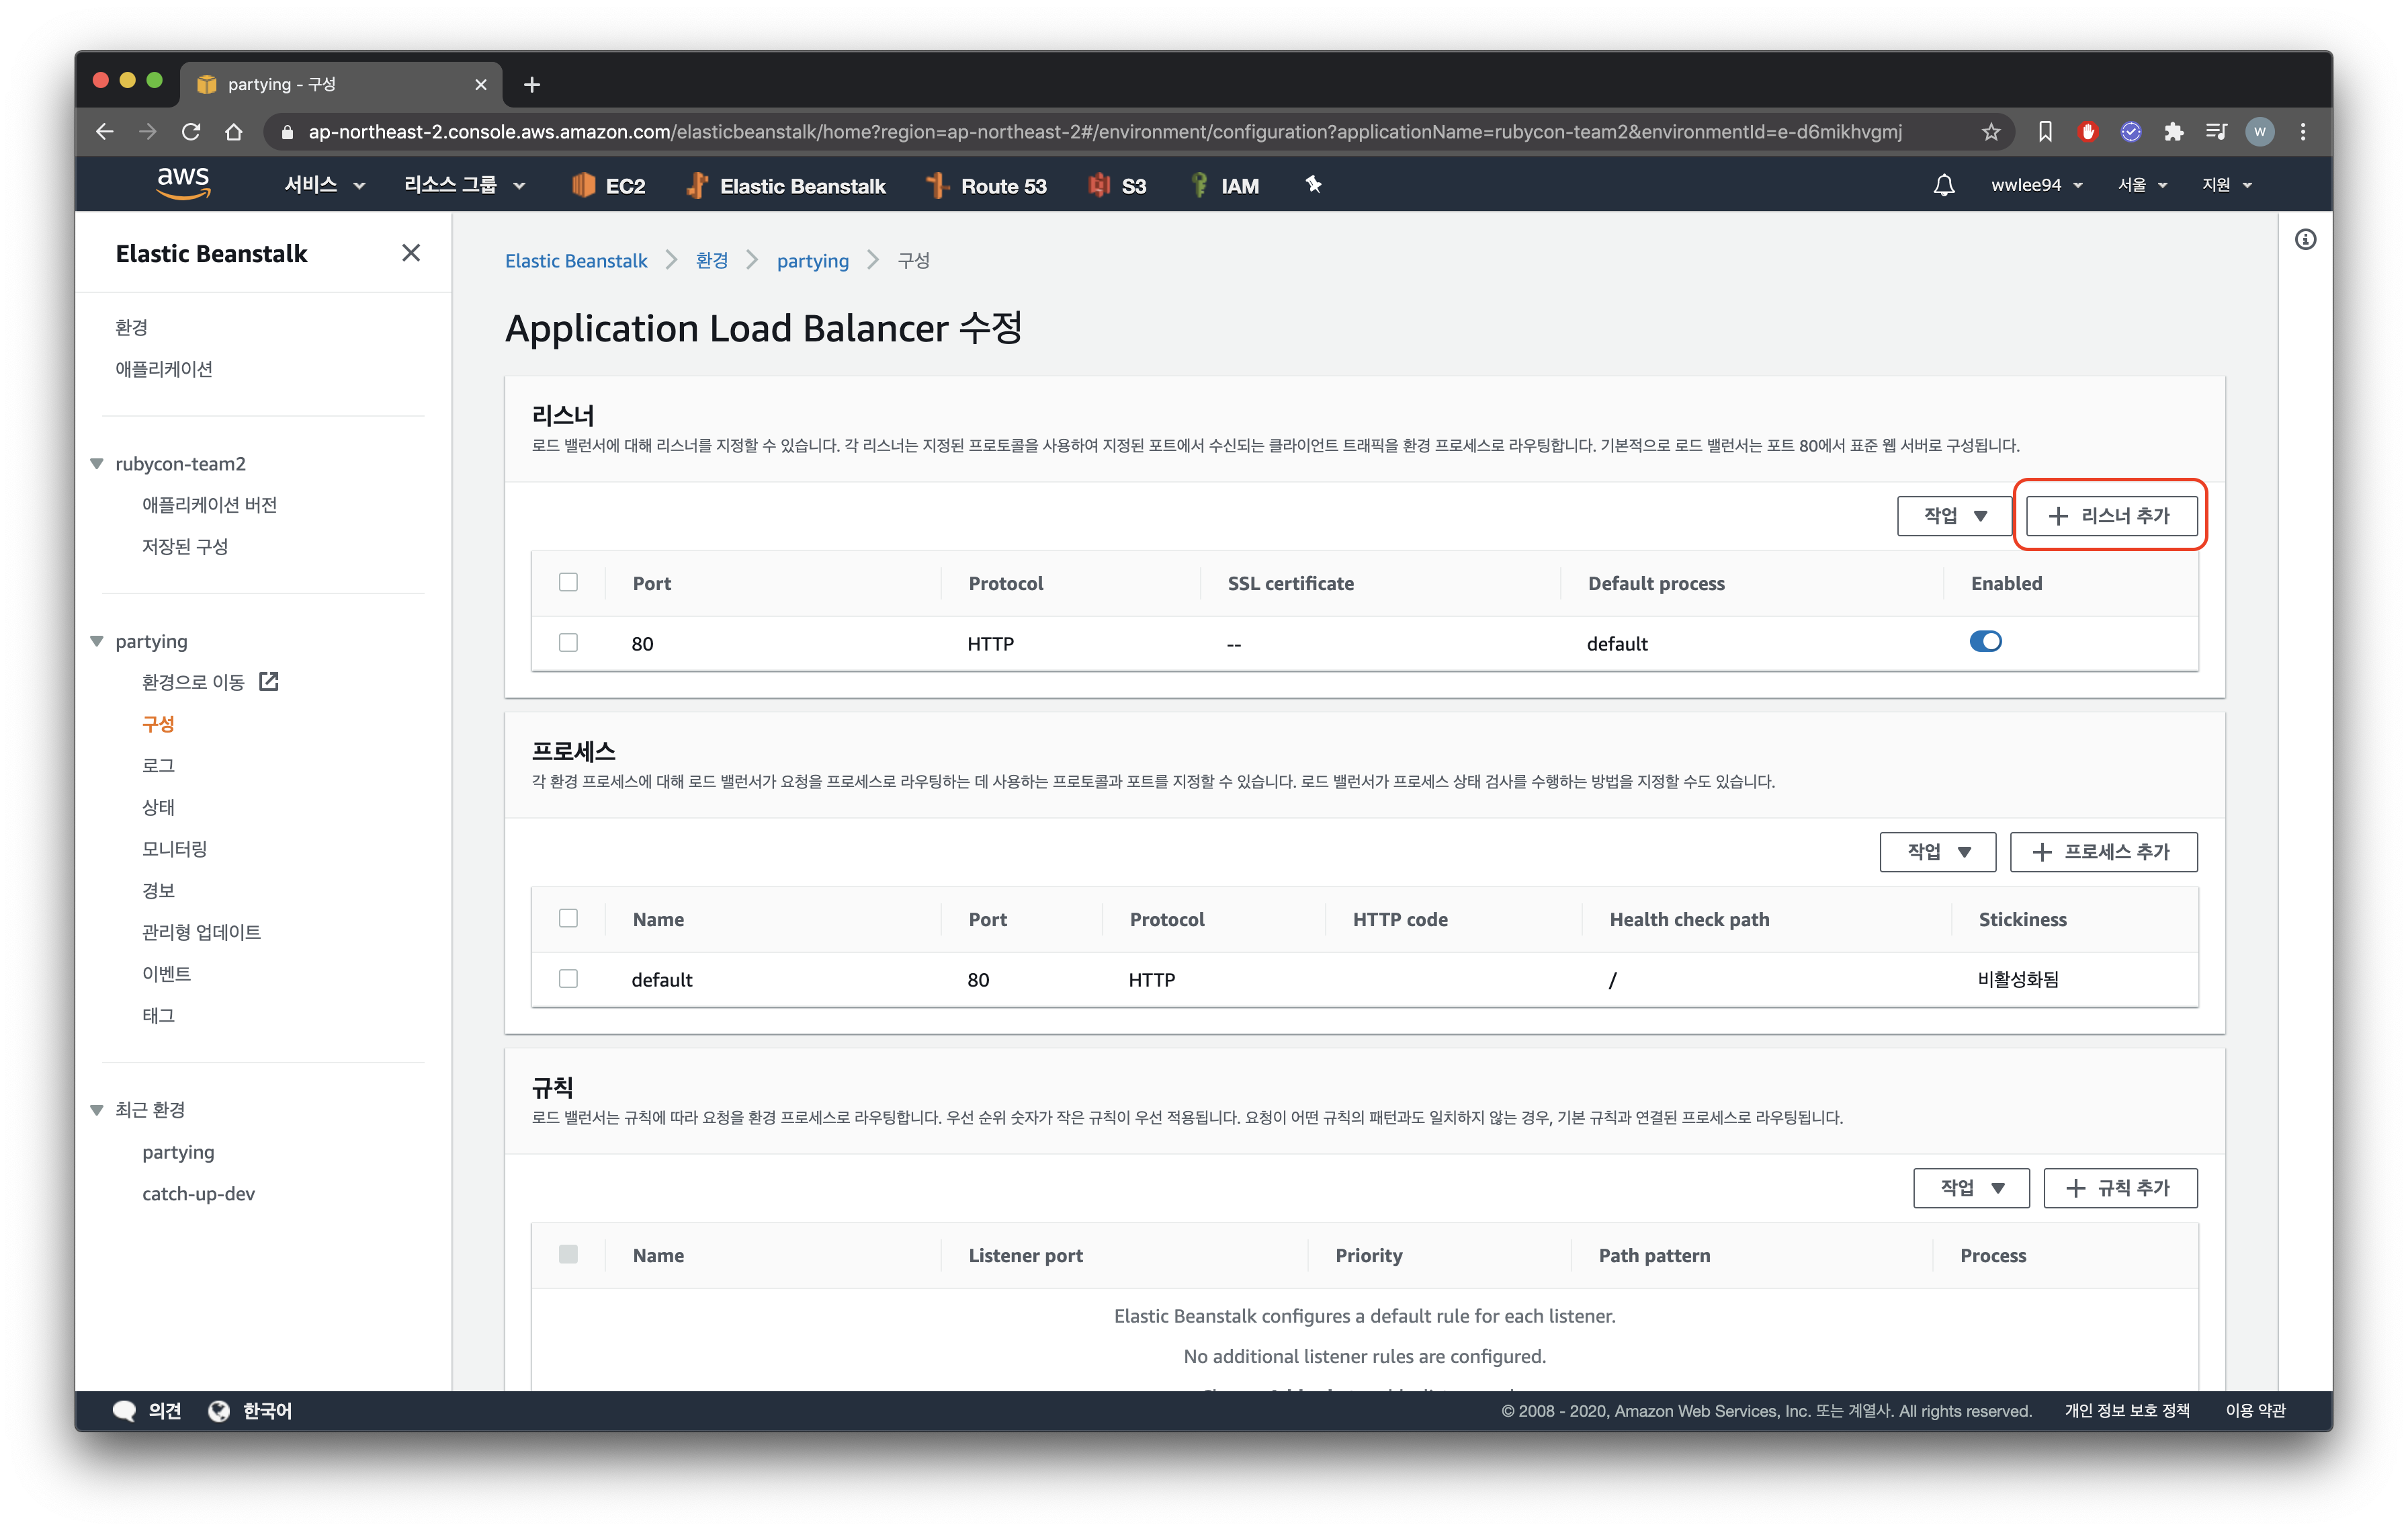 partying - 구성
ap-northeast-2.console.aws.amazon.com/elasticbeanstalk/home?region=ap-northeast-2#/environment/configuration?applicationName=rubycon-team2&environmentId=e-d6mikhvgmj
W
aws 서비스 리소스 그룹 EC2 Elastic Beanstalk Route 53 S3 IAM wwlee94 서울 지원
Elastic Beanstalk
환경
애플리케이션
rubycon-team2
애플리케이션 버전
저장된 구성
partying
환경으로 이동
구성
로그
상태
모니터링
경보
관리형 업데이트
이벤트
태그
최근 환경
partying
catch-up-dev
Elastic Beanstalk 환경 partying 구성
Application Load Balancer 수정
리스너
로드 밸런서에 대해 리스너를 지정할 수 있습니다. 각 리스너는 지정된 프로토콜을 사용하여 지정된 포트에서 수신되는 클라이언트 트래픽을 환경 프로세스로 라우팅합니다. 기본적으로 로드 밸런서는 포트 80에서 표준 웹 서버로 구성됩니다.
작업 리스너 추가
Port Protocol SSL certificate Default process Enabled
80 HTTP -- default
프로세스
각 환경 프로세스에 대해 로드 밸런서가 요청을 프로세스로 라우팅하는 데 사용하는 프로토콜과 포트를 지정할 수 있습니다. 로드 밸런서가 프로세스 상태 검사를 수행하는 방법을 지정할 수도 있습니다.
작업 프로세스 추가
Name Port Protocol HTTP code Health check path Stickiness
default 80 HTTP / 비활성화됨
규칙
로드 밸런서는 규칙에 따라 요청을 환경 프로세스로 라우팅합니다. 우선 순위 숫자가 작은 규칙이 우선 적용됩니다. 요청이 어떤 규칙의 패턴과도 일치하지 않는 경우, 기본 규칙과 연결된 프로세스로 라우팅됩니다.
작업 규칙 추가
Name Listener port Priority Path pattern Process
Elastic Beanstalk configures a default rule for each listener.
No additional listener rules are configured.
의견 한국어 © 2008 - 2020, Amazon Web Services, Inc. 또는 계열사. All rights reserved. 개인 정보 보호 정책 이용 약관